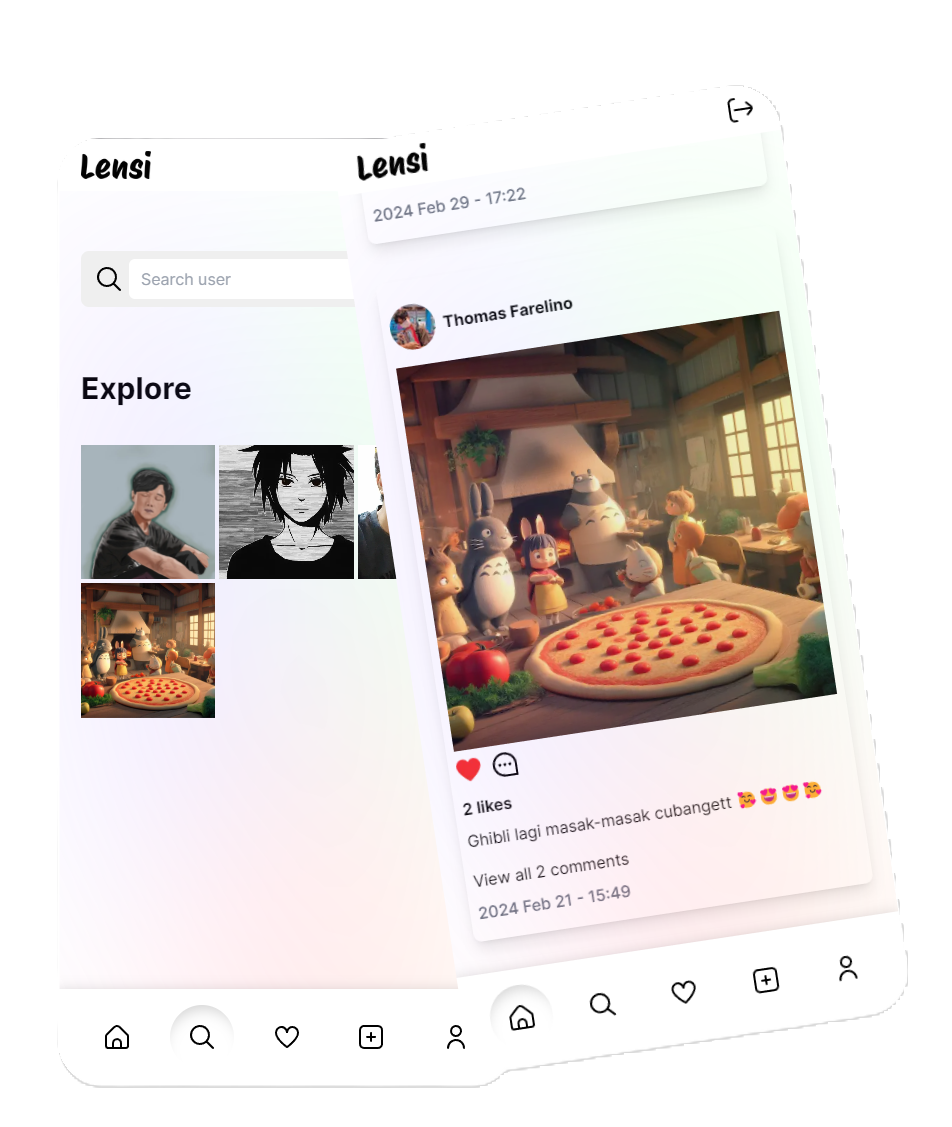 Lensi
Search user
Explore
Lensi
2024 Feb 29 - 17:22
Thomas Farelino
2 likes
Ghibli lagi masak-masak cubangett 🥰😍😍🥰
View all 2 comments
2024 Feb 21 - 15:49